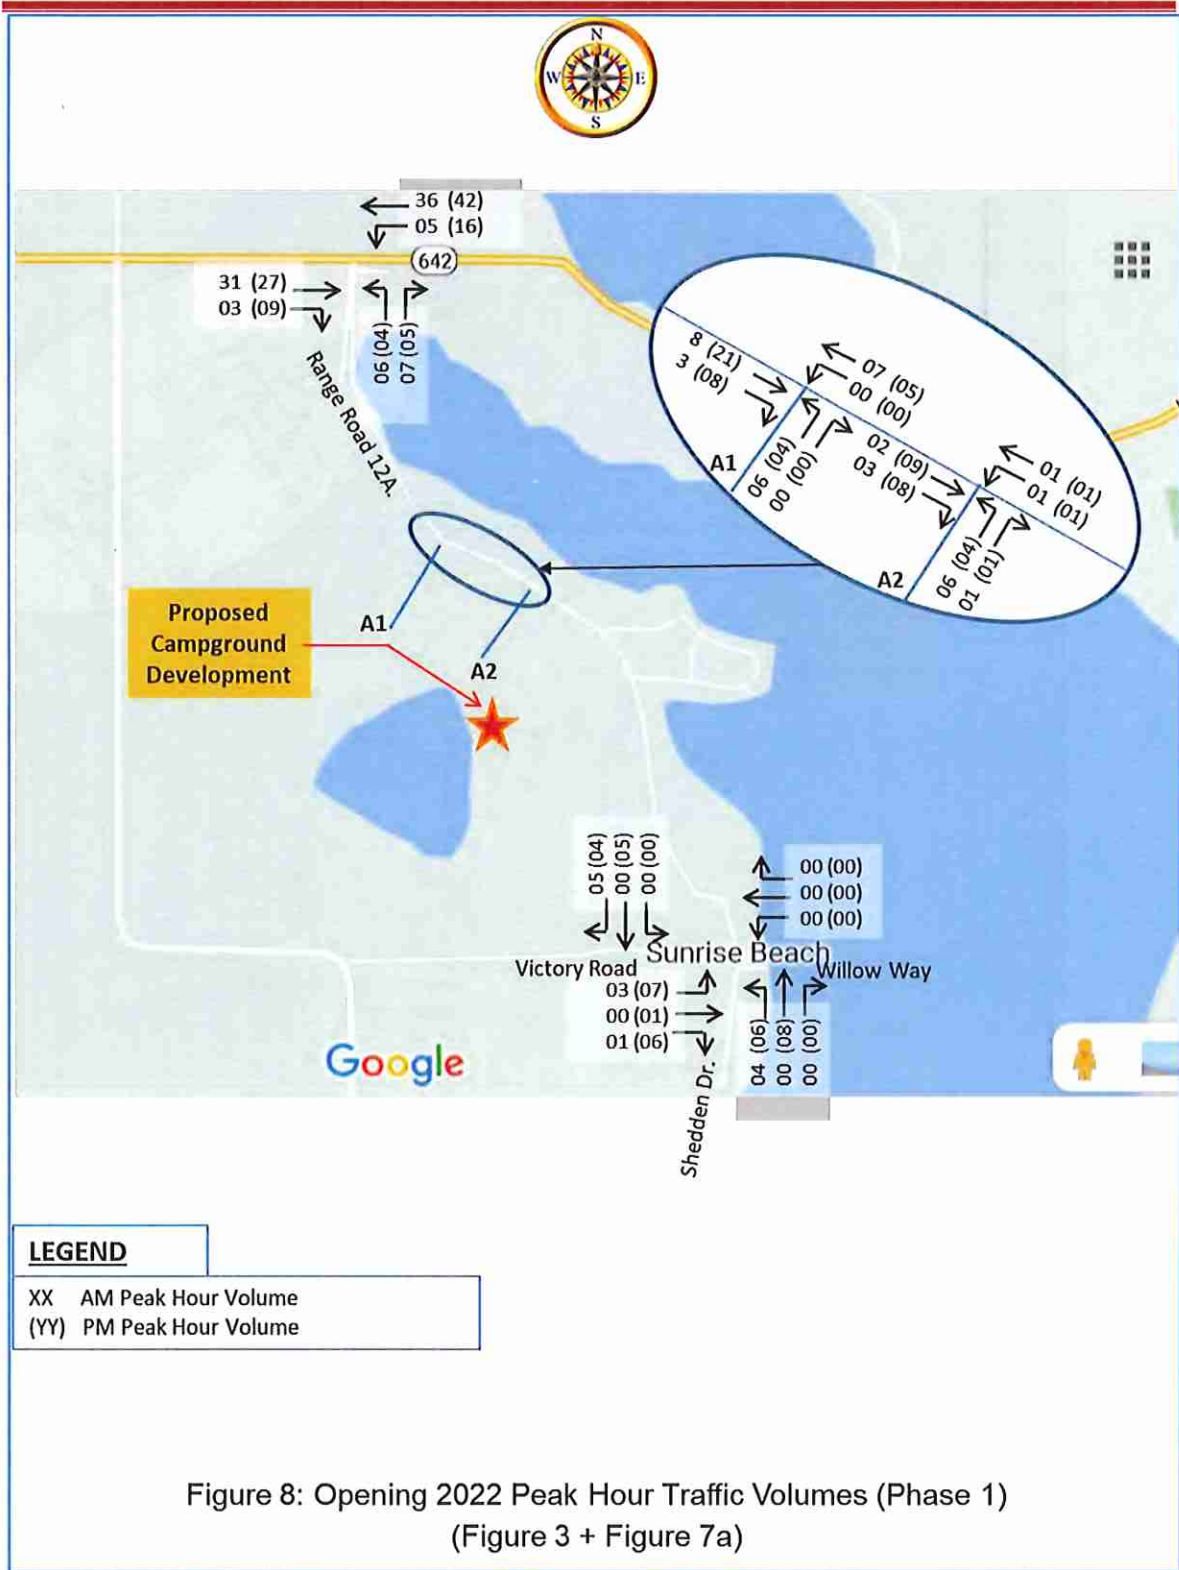 N
W E
S
36 (42)
05 (16)
642
31 (27)
03 (09)
06 (04)
07 (05)
Range Road 12A.
8 (21)
3 (08)
07 (05)
00 (00)
A1
06 (04)
00 (00)
02 (09)
03 (08)
01 (01)
01 (01)
A2
06 (04)
01 (01)
Proposed
Campground
Development
A1
A2
05 (04)
00 (05)
00 (00)
00 (00)
00 (00)
00 (00)
Sunrise Beach
Victory Road
Willow Way
03 (07)
00 (01)
01 (06)
04 (06)
00 (08)
00 (00)
Shedden Dr.
Google
LEGEND
XX AM Peak Hour Volume
(YY) PM Peak Hour Volume
Figure 8: Opening 2022 Peak Hour Traffic Volumes (Phase 1)
(Figure 3 + Figure 7a)